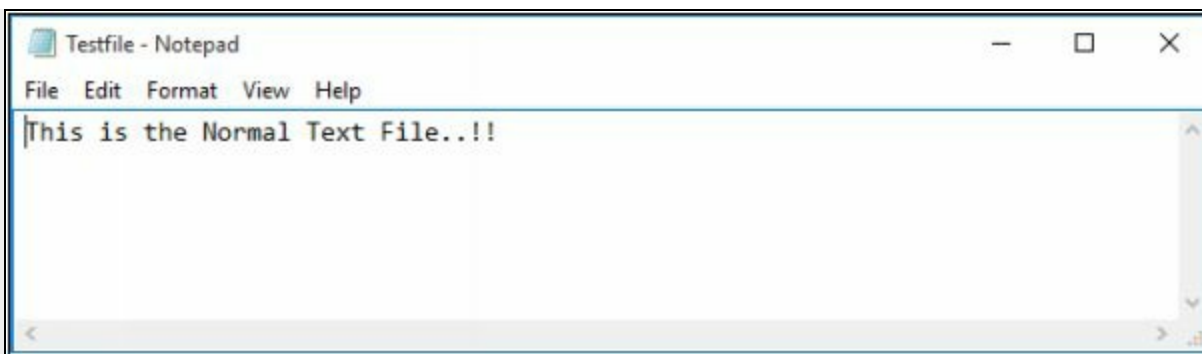 Testfile - Notepad
File Edit Format View Help
This is the Normal Text File..!!